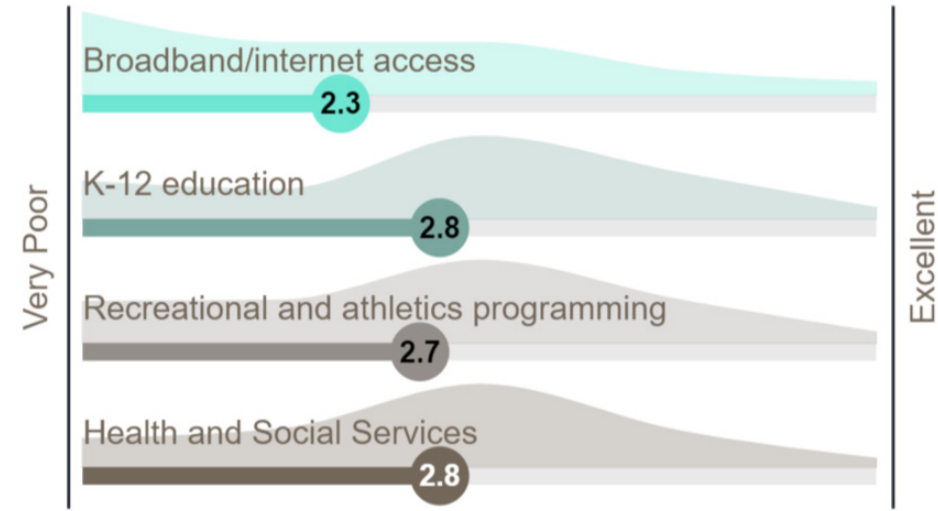 Broadband/internet access
2.3
K-12 education
2.8
Recreational and athletics programming
2.7
Health and Social Services
2.8
Very Poor
Excellent